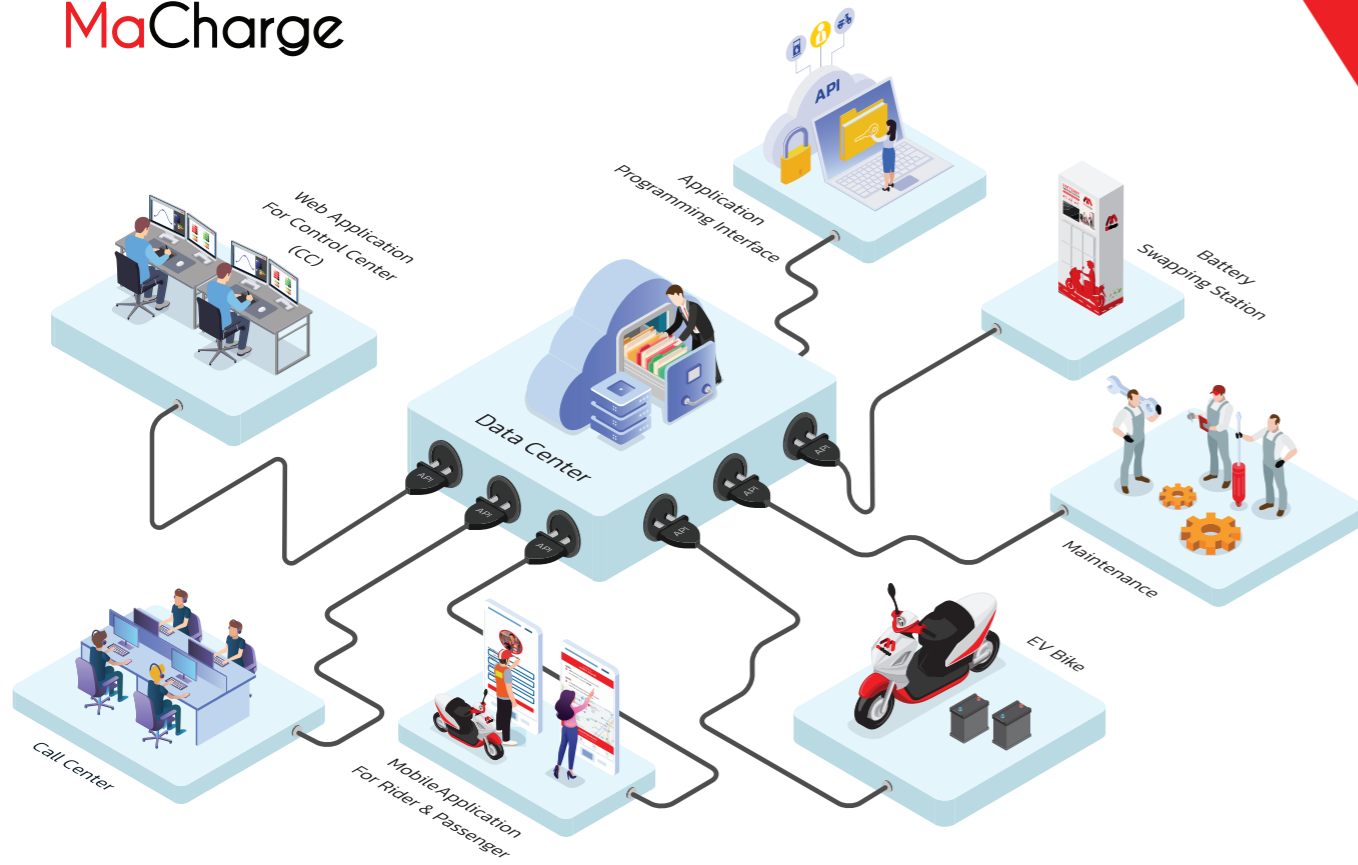 MaCharge
API
Application
Programming Interface
Web Application
For Control Center
(CC)
Battery
Swapping Station
Data Center
API
API
API
API
API
API
Maintenance
EV Bike
Call Center
Mobile Application
For Rider & Passenger